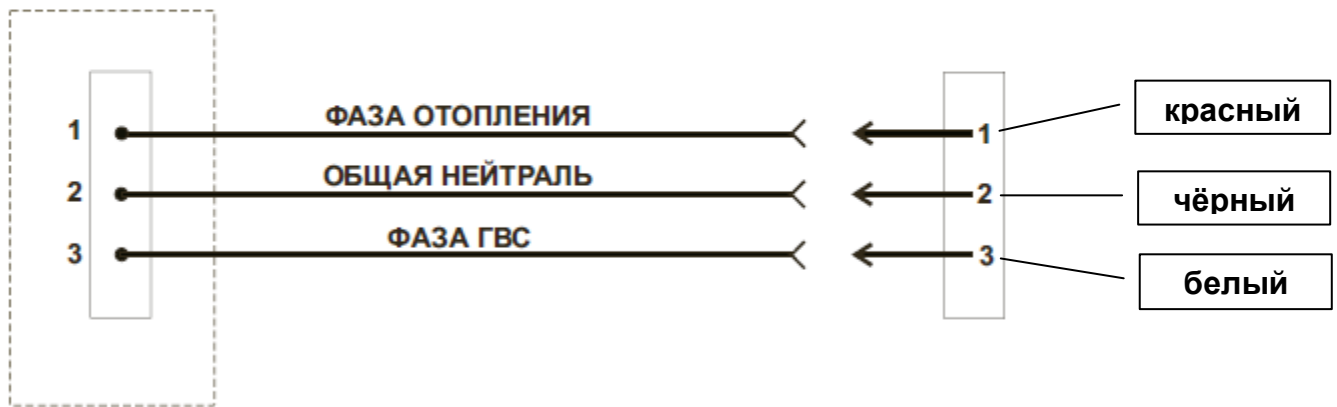 1 ФАЗА ОТОПЛЕНИЯ 1 красный
2 ОБЩАЯ НЕЙТРАЛЬ 2 чёрный
3 ФАЗА ГВС 3 белый